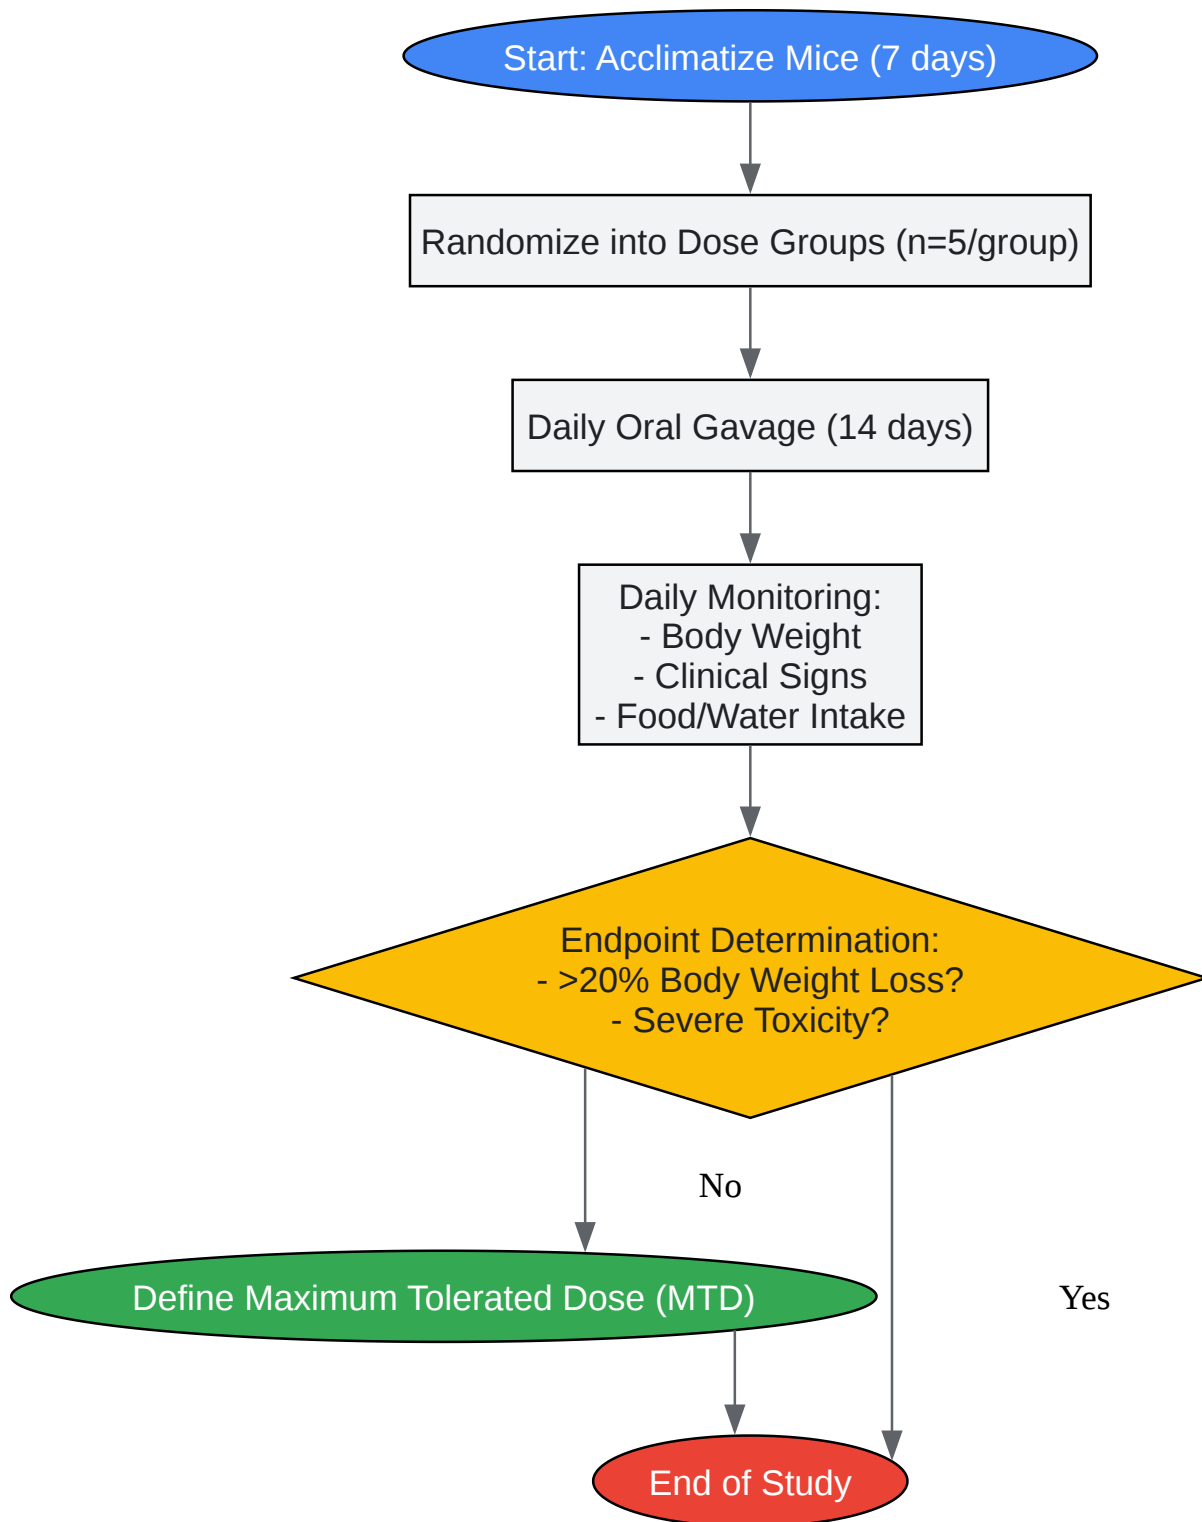 Start: Acclimatize Mice (7 days)
Randomize into Dose Groups (n=5/group)
Daily Oral Gavage (14 days)
Daily Monitoring:
- Body Weight
- Clinical Signs
- Food/Water Intake
Endpoint Determination:
- >20% Body Weight Loss?
- Severe Toxicity?
No
Define Maximum Tolerated Dose (MTD)
Yes
End of Study